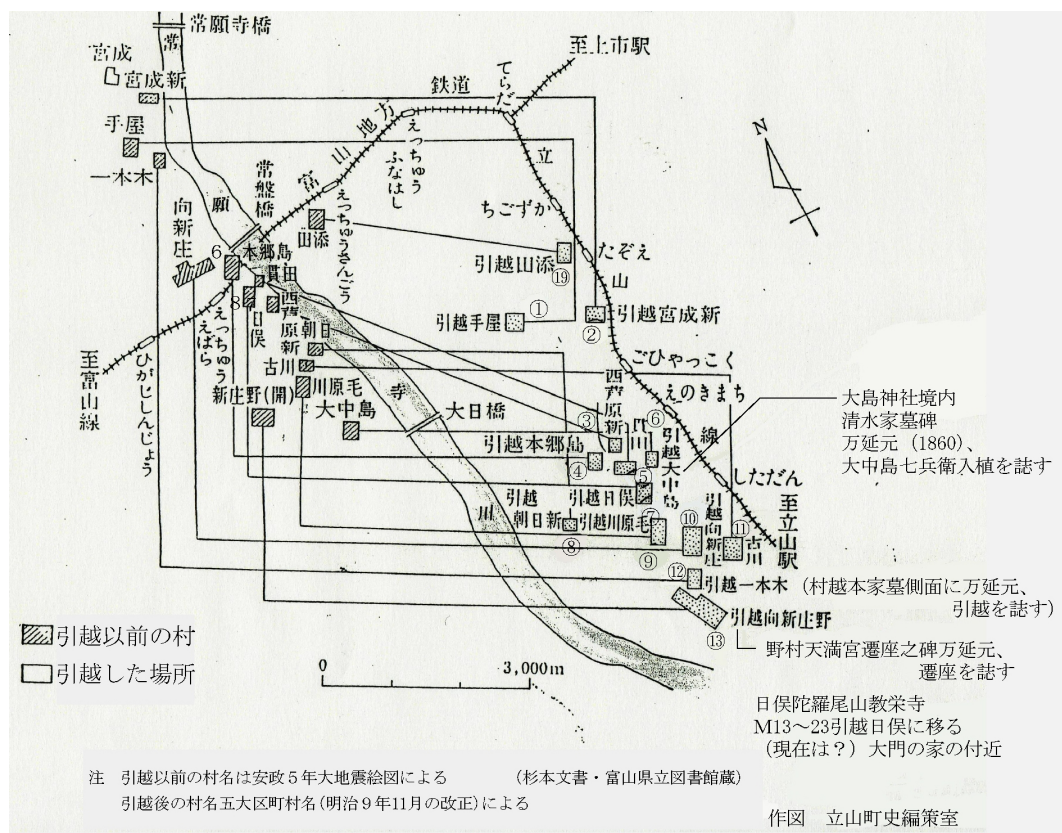 常願寺橋
常
宮成
宮成新
手屋
一本木
至上市駅
てらだ
鉄道
富山地方
えっちゅう
ふなはし
立
N
常盤橋
願
向新庄
ちごずか
えっちゅうさんごう
田添
引越田添
⑲
たぞえ
山
6
本郷島
貫田
8
日俣
西芦原新
朝日
引越手屋
①
②
引越宮成新
古川
新庄野(開)
川原毛
寺
大中島
大日橋
えっちゅう
えばら
至富山線
ひがしんじょう
ごひゃっこく
えのきまち
線
西芦原新
③
⑥
引越本郷島
④
⑤
引越大中島
大島神社境内
清水家墓碑
万延元 (1860)、
大中島七兵衛入植を誌す
しただん
至立山駅
引越
朝日新
⑧
引越日俣
⑦
引越川原毛
⑨
⑩
引越向新庄
⑪
古川
川
⑫
引越一本木
(村越本家墓側面に万延元、
引越を誌す)
引越向新庄野
⑬
野村天満宮遷座之碑万延元、
遷座を誌す
引越以前の村
引越した場所
0
3,000m
日俣陀羅尾山教栄寺
M13～23引越日俣に移る
(現在は？) 大門の家の付近
注 引越以前の村名は安政５年大地震絵図による (杉本文書・富山県立図書館蔵)
引越後の村名五大区町村名(明治９年11月の改正)による
作図 立山町史編策室